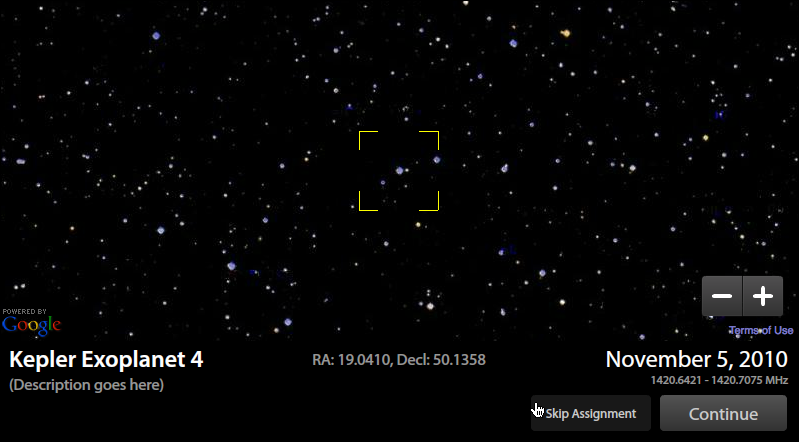 POWERED BY
Google
Terms of Use
Kepler Exoplanet 4
RA: 19.0410, Decl: 50.1358
November 5, 2010
(Description goes here)
1420.6421 - 1420.7075 MHz
Skip Assignment
Continue